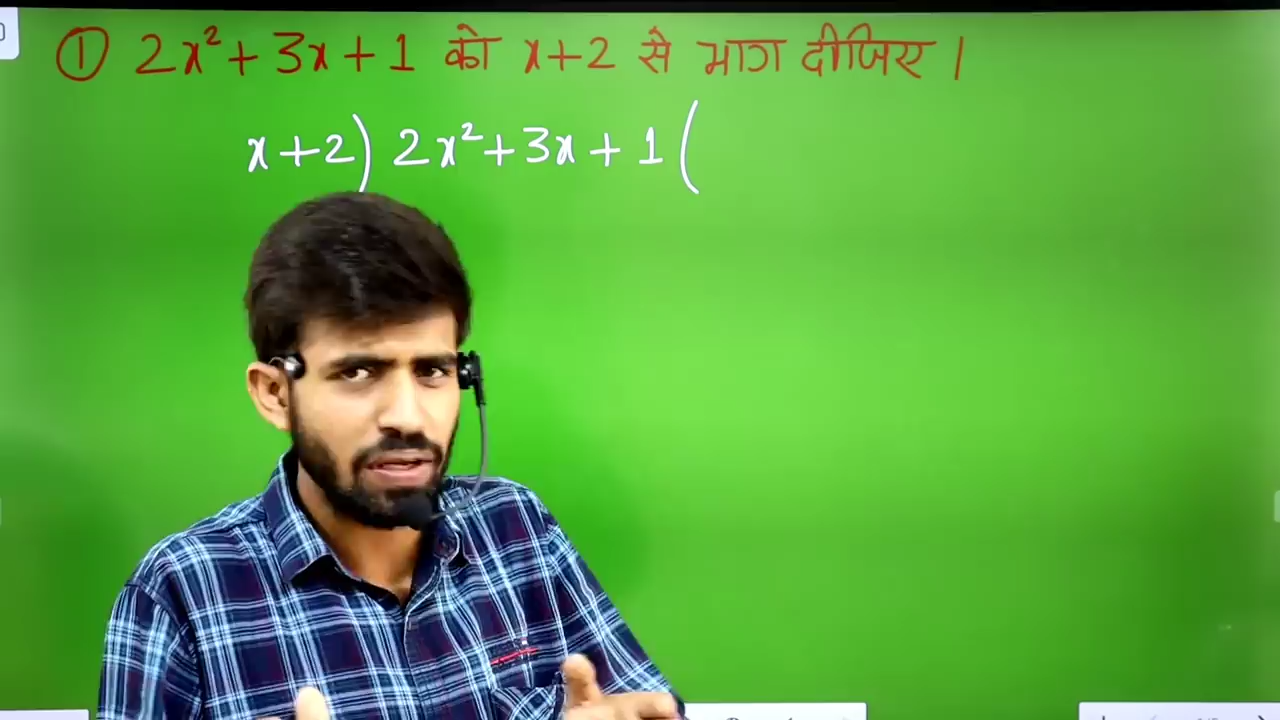 ① 2x²+3x+1 को x+2 से भाग दीजिए ।
x+2) 2x²+3x+1(